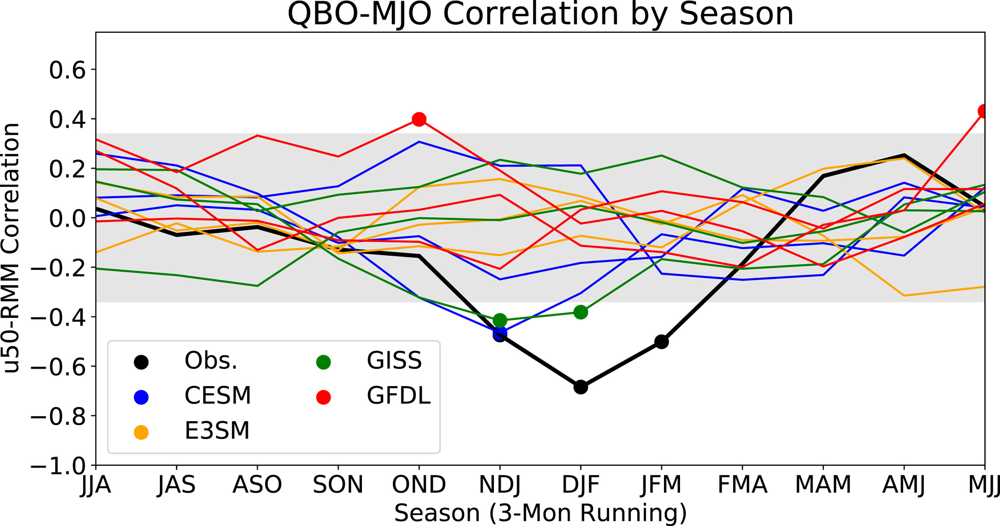 QBO-MJO Correlation by Season
u50-RMM Correlation
0.6
0.4
0.2
0.0
−0.2
−0.4
−0.6
−0.8
−1.0
Obs.
CESM
E3SM
GISS
GFDL
JJA JAS ASO SON OND NDJ DJF JFM FMA MAM AMJ MJJ
Season (3-Mon Running)